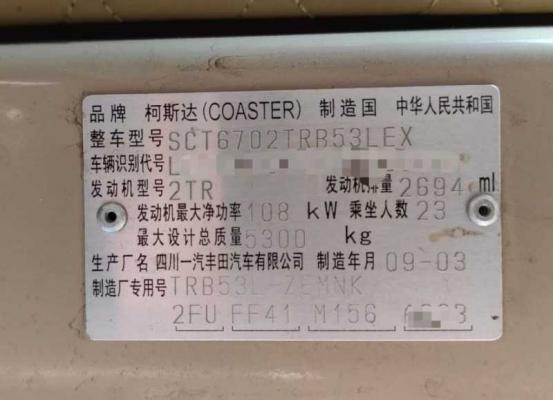 品牌 柯斯达(COASTER) 制造国 中华人民共和国
整车型号 SCT6702TRB53LEX
车辆识别代号 L
发动机型号 2TR 发动机排量 2694 ml
发动机最大净功率 108 kW 乘坐人数 23
最大设计总质量 5300 kg
生产厂名 四川一汽丰田汽车有限公司 制造年月 09-03
制造厂专用号 TRB53L-ZEMNK
2FU FF41 M156